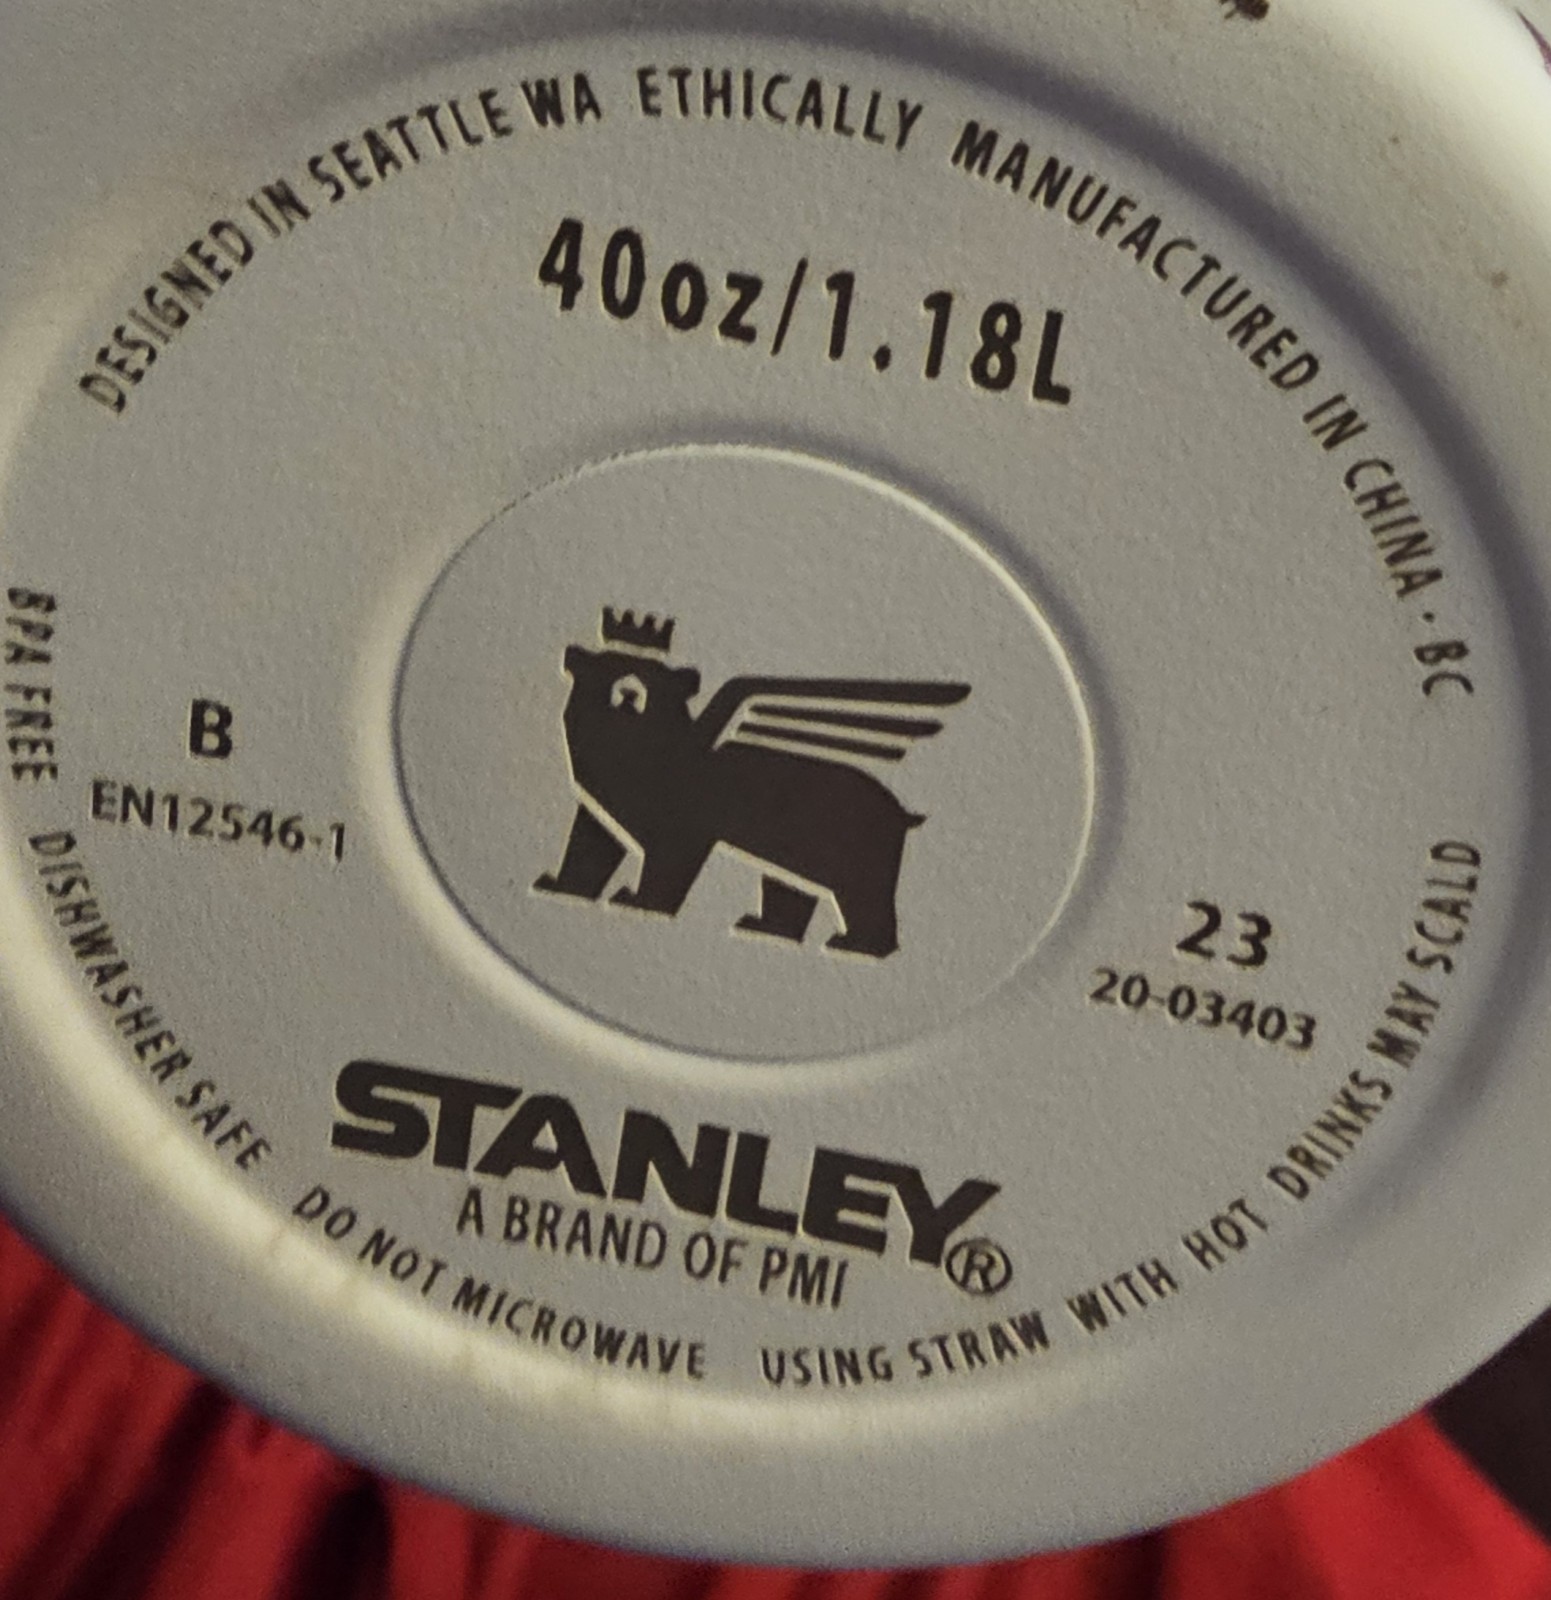 DESIGNED IN SEATTLE WA ETHICALLY MANUFACTURED IN CHINA · BC
40oz/1.18L
B
EN12546-1
23
20-03403
STANLEY®
A BRAND OF PMI
BPA FREE DISHWASHER SAFE DO NOT MICROWAVE USING STRAW WITH HOT DRINKS MAY SCALD